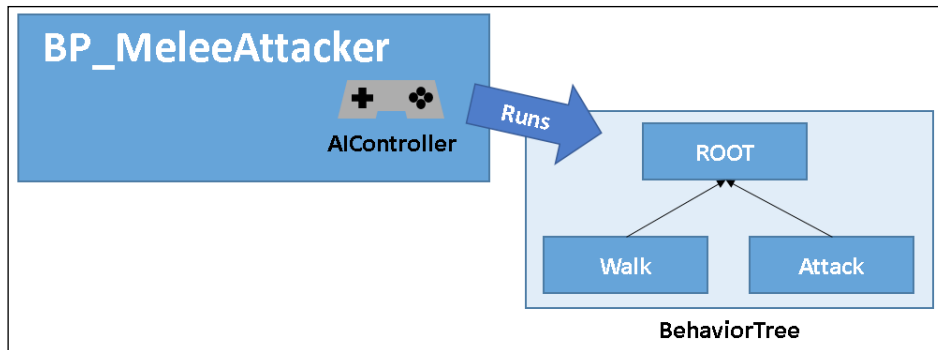 BP_MeleeAttacker
AIController
Runs
ROOT
Walk
Attack
BehaviorTree